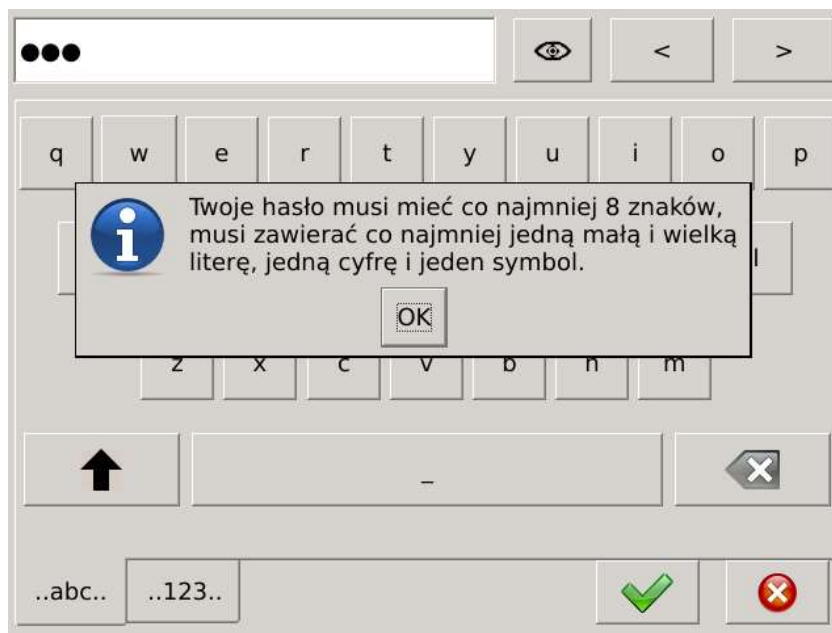 ●●● < >
q w e r t y u i o p
Twoje hasło musi mieć co najmniej 8 znaków,
musi zawierać co najmniej jedną małą i wielką
literę, jedną cyfrę i jeden symbol.
l
OK
z x c v b n m
_
..abc.. ..123..